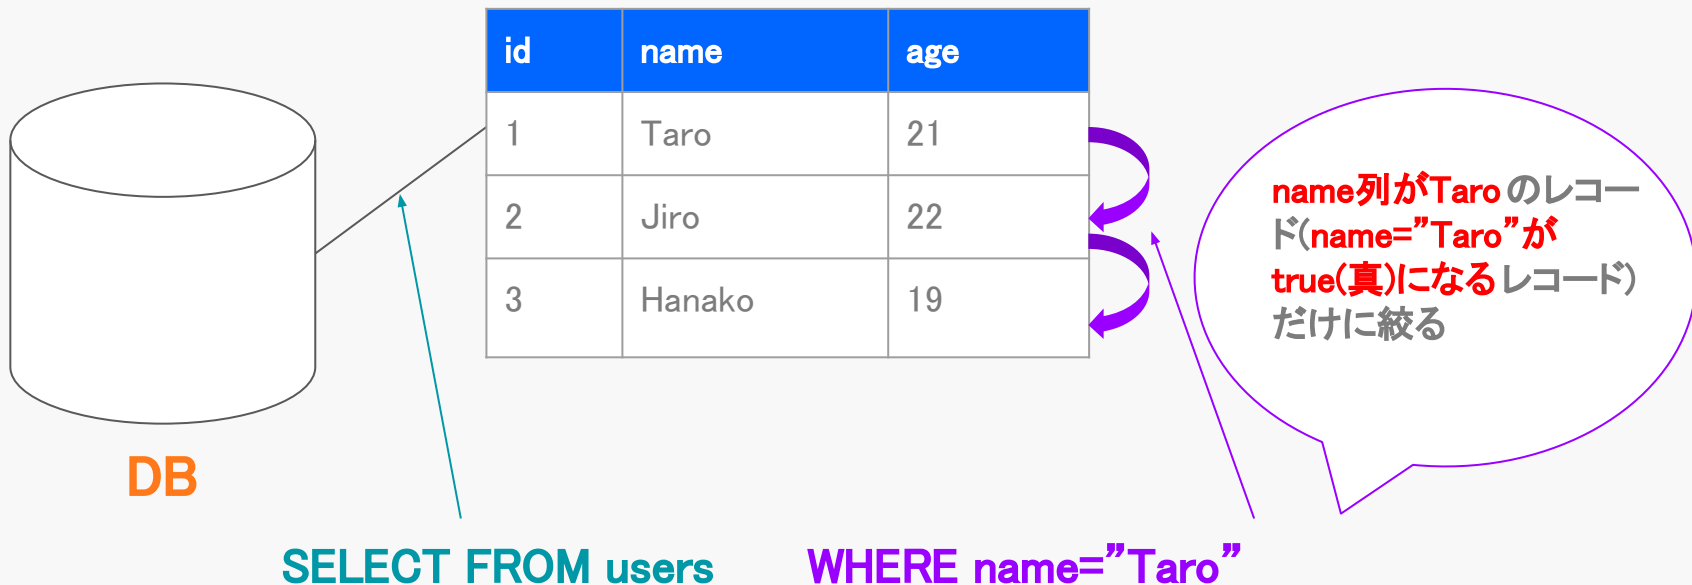 id name age
1 Taro 21
2 Jiro 22
3 Hanako 19
name列がTaroのレコー
ド(name=”Taro”が
true(真)になるレコード)
だけに絞る
DB
SELECT FROM users WHERE name=”Taro”